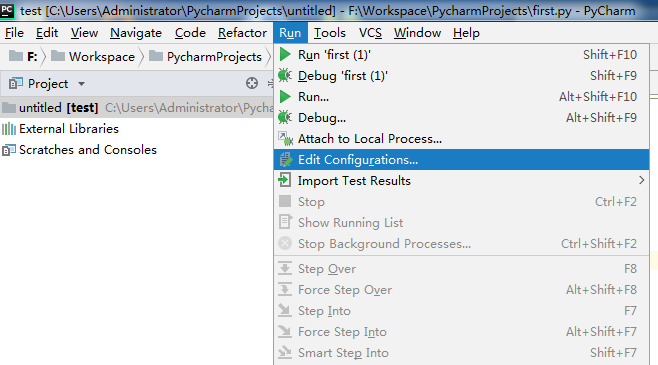 PC test [C:\Users\Administrator\PycharmProjects\untitled] - F:\Workspace\PycharmProjects\first.py - PyCharm
File Edit View Navigate Code Refactor Run Tools VCS Window Help
F: Workspace PycharmProjects
Project
untitled [test] C:\Users\Administrator\Pycha
External Libraries
Scratches and Consoles
Run 'first (1)' Shift+F10
Debug 'first (1)' Shift+F9
Run... Alt+Shift+F10
Debug... Alt+Shift+F9
Attach to Local Process...
Edit Configurations...
Import Test Results
Stop Ctrl+F2
Show Running List
Stop Background Processes... Ctrl+Shift+F2
Step Over F8
Force Step Over Alt+Shift+F8
Step Into F7
Force Step Into Alt+Shift+F7
Smart Step Into Shift+F7